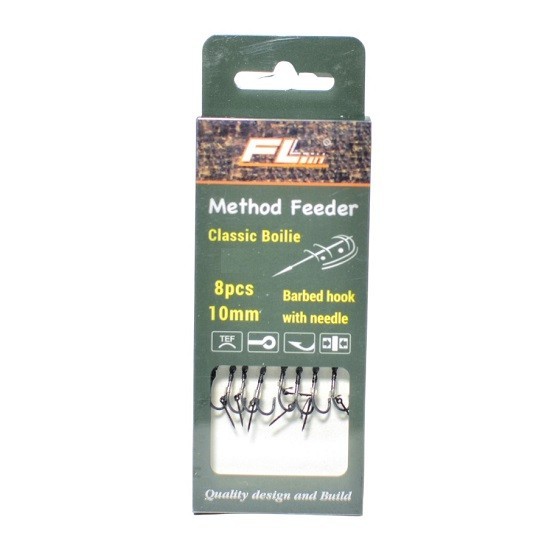 FL
Method Feeder
Classic Boilie
8pcs
10mm
Barbed hook
with needle
TEF
Quality design and Build